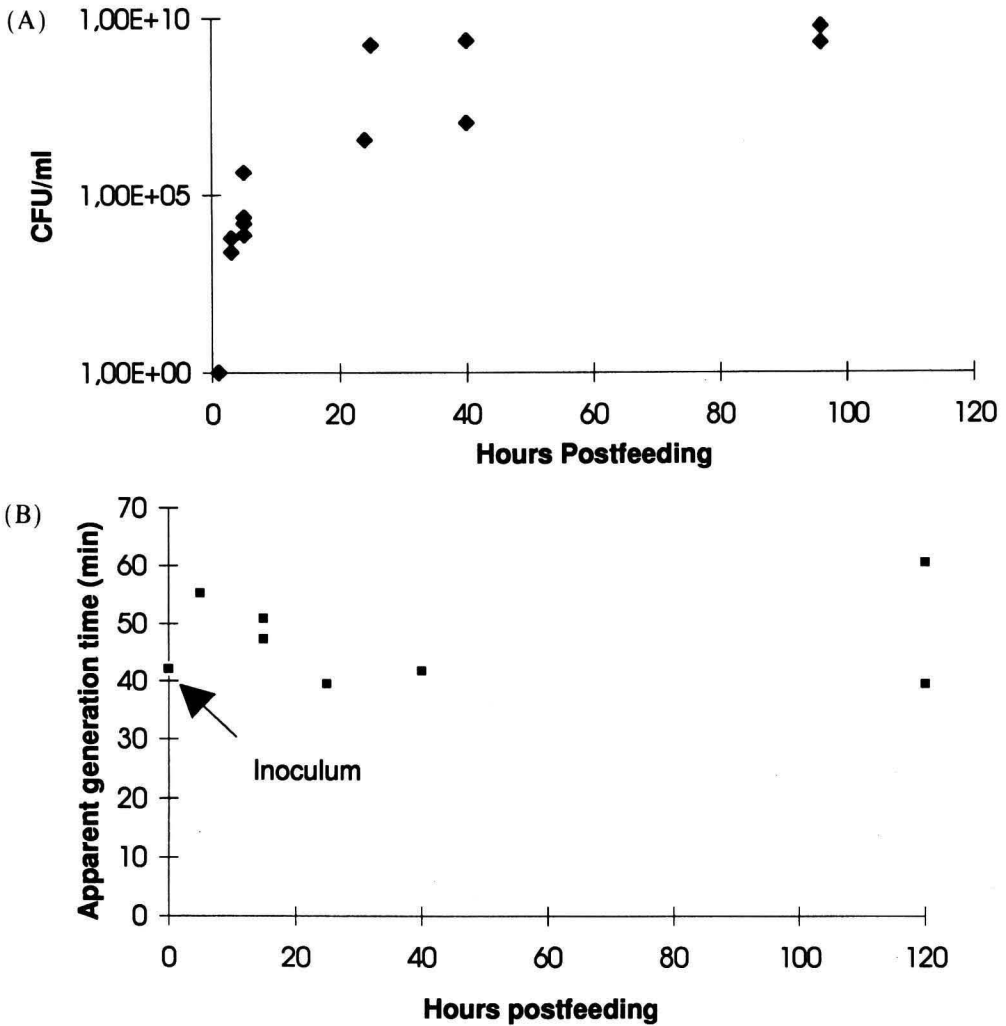 (A)
1,00E+10
1,00E+05
1,00E+00
CFU/ml
0 20 40 60 80 100 120
Hours Postfeeding
(B)
70
60
50
40
30
20
10
0
Apparent generation time (min)
Inoculum
0 20 40 60 80 100 120
Hours postfeeding